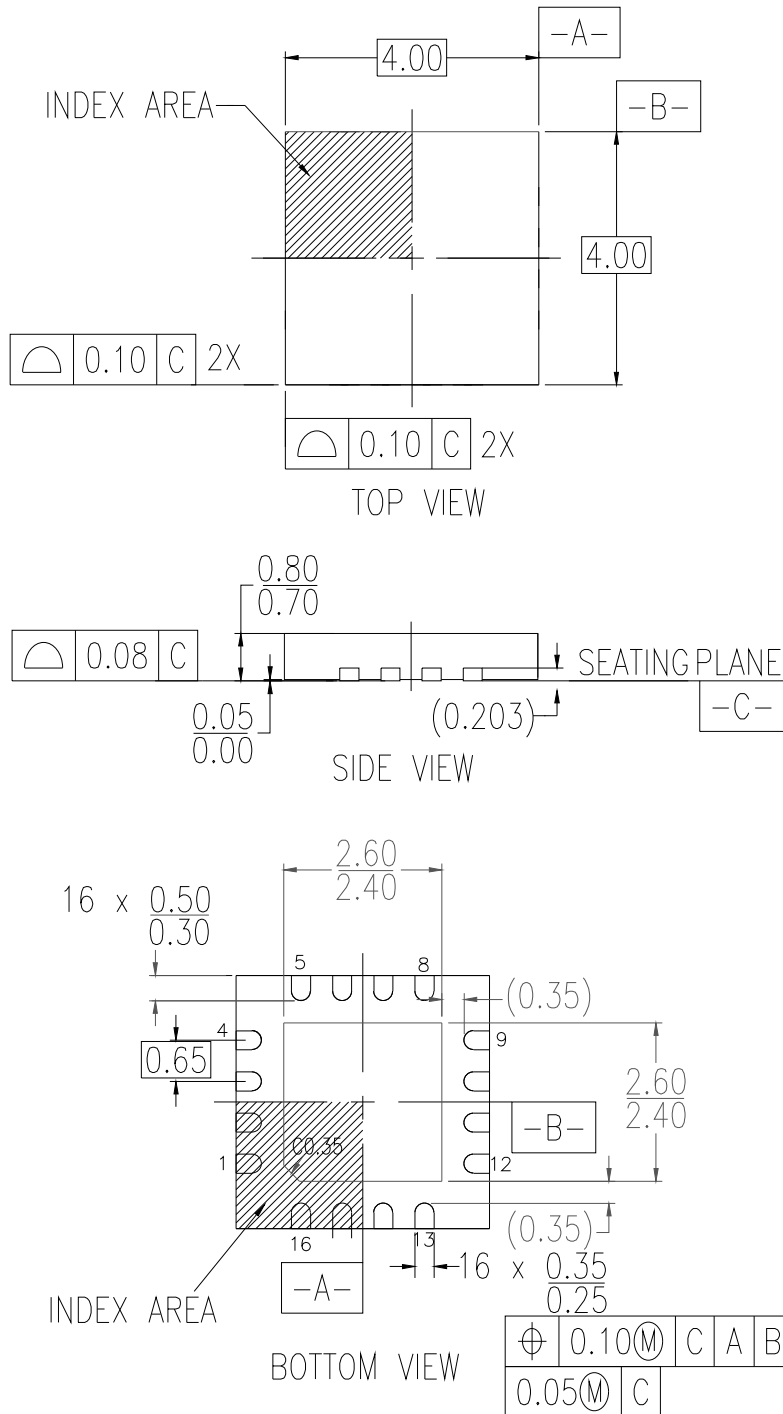 4.00
-A-
INDEX AREA
-B-
4.00
0.10 C 2X
0.10 C 2X
TOP VIEW
0.80
0.70
0.08 C
SEATING PLANE
-C-
0.05
0.00
(0.203)
SIDE VIEW
2.60
2.40
16 x 0.50
0.30
5
8
(0.35)
4
9
0.65
2.60
2.40
-B-
C0.35
1
12
16
13
(0.35)
16 x 0.35
0.25
-A-
INDEX AREA
BOTTOM VIEW
⌖ 0.10Ⓜ C A B
0.05Ⓜ C